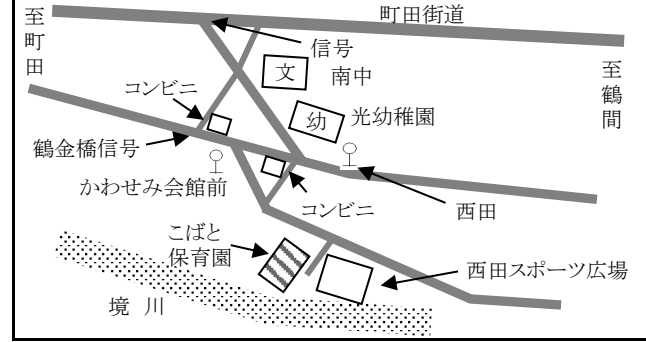 至町田
町田街道
信号
文
南中
至鶴間
コンビニ
幼
光幼稚園
鶴金橋信号
かわせみ会館前
コンビニ
西田
こばと
保育園
西田スポーツ広場
境 川